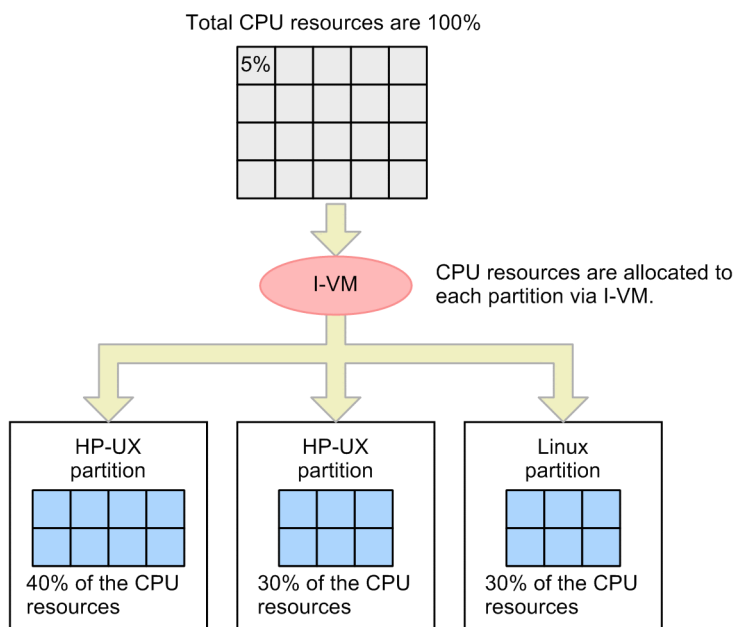 Total CPU resources are 100%
5%
I-VM
CPU resources are allocated to
each partition via I-VM.
HP-UX
partition
40% of the CPU
resources
HP-UX
partition
30% of the CPU
resources
Linux
partition
30% of the CPU
resources